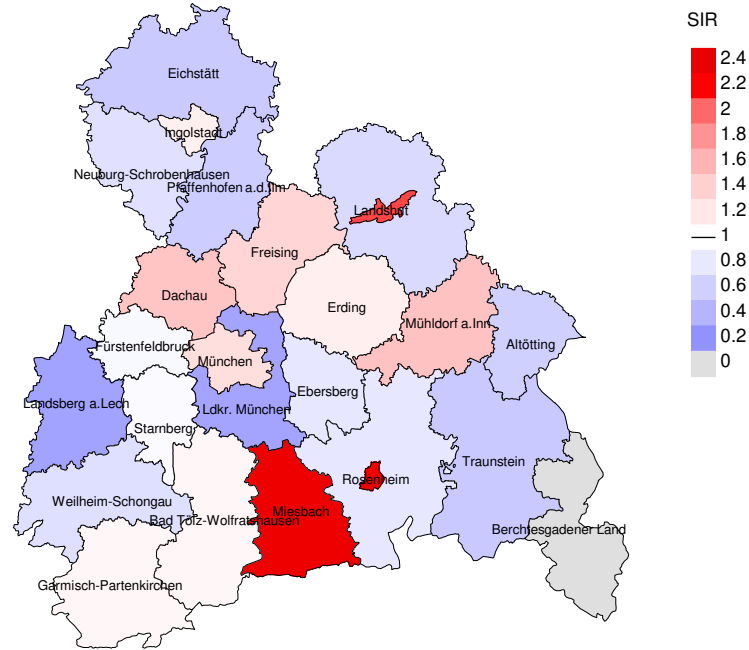 SIR
2.4
2.2
2
1.8
1.6
1.4
1.2
1
0.8
0.6
0.4
0.2
0
Eichstätt
Ingolstadt
Neuburg-Schrobenhausen
Pfaffenhofen a.d.Ilm
Landshut
Freising
Dachau
Erding
Mühldorf a.Inn
Altötting
Fürstenfeldbruck
München
Ebersberg
Landsberg a.Lech
Ldkr. München
Starnberg
Traunstein
Rosenheim
Weilheim-Schongau
Miesbach
Bad Tölz-Wolfratshausen
Berchtesgadener Land
Garmisch-Partenkirchen